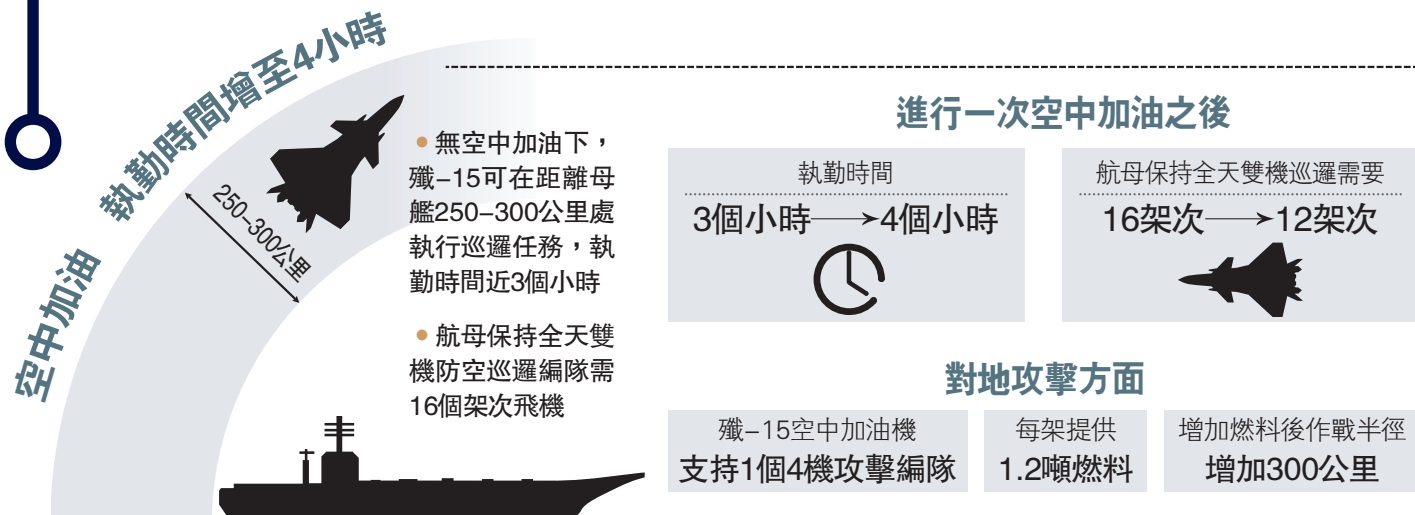 空中加油 執勤時間增至4小時
250–300公里
• 無空中加油下，
殲–15可在距離母
艦250–300公里處
執行巡邏任務，執
勤時間近3個小時
• 航母保持全天雙
機防空巡邏編隊需
16個架次飛機
進行一次空中加油之後
執勤時間
3個小時→4個小時
航母保持全天雙機巡邏需要
16架次→12架次
對地攻擊方面
殲–15空中加油機
支持1個4機攻擊編隊
每架提供
1.2噸燃料
增加燃料後作戰半徑
增加300公里